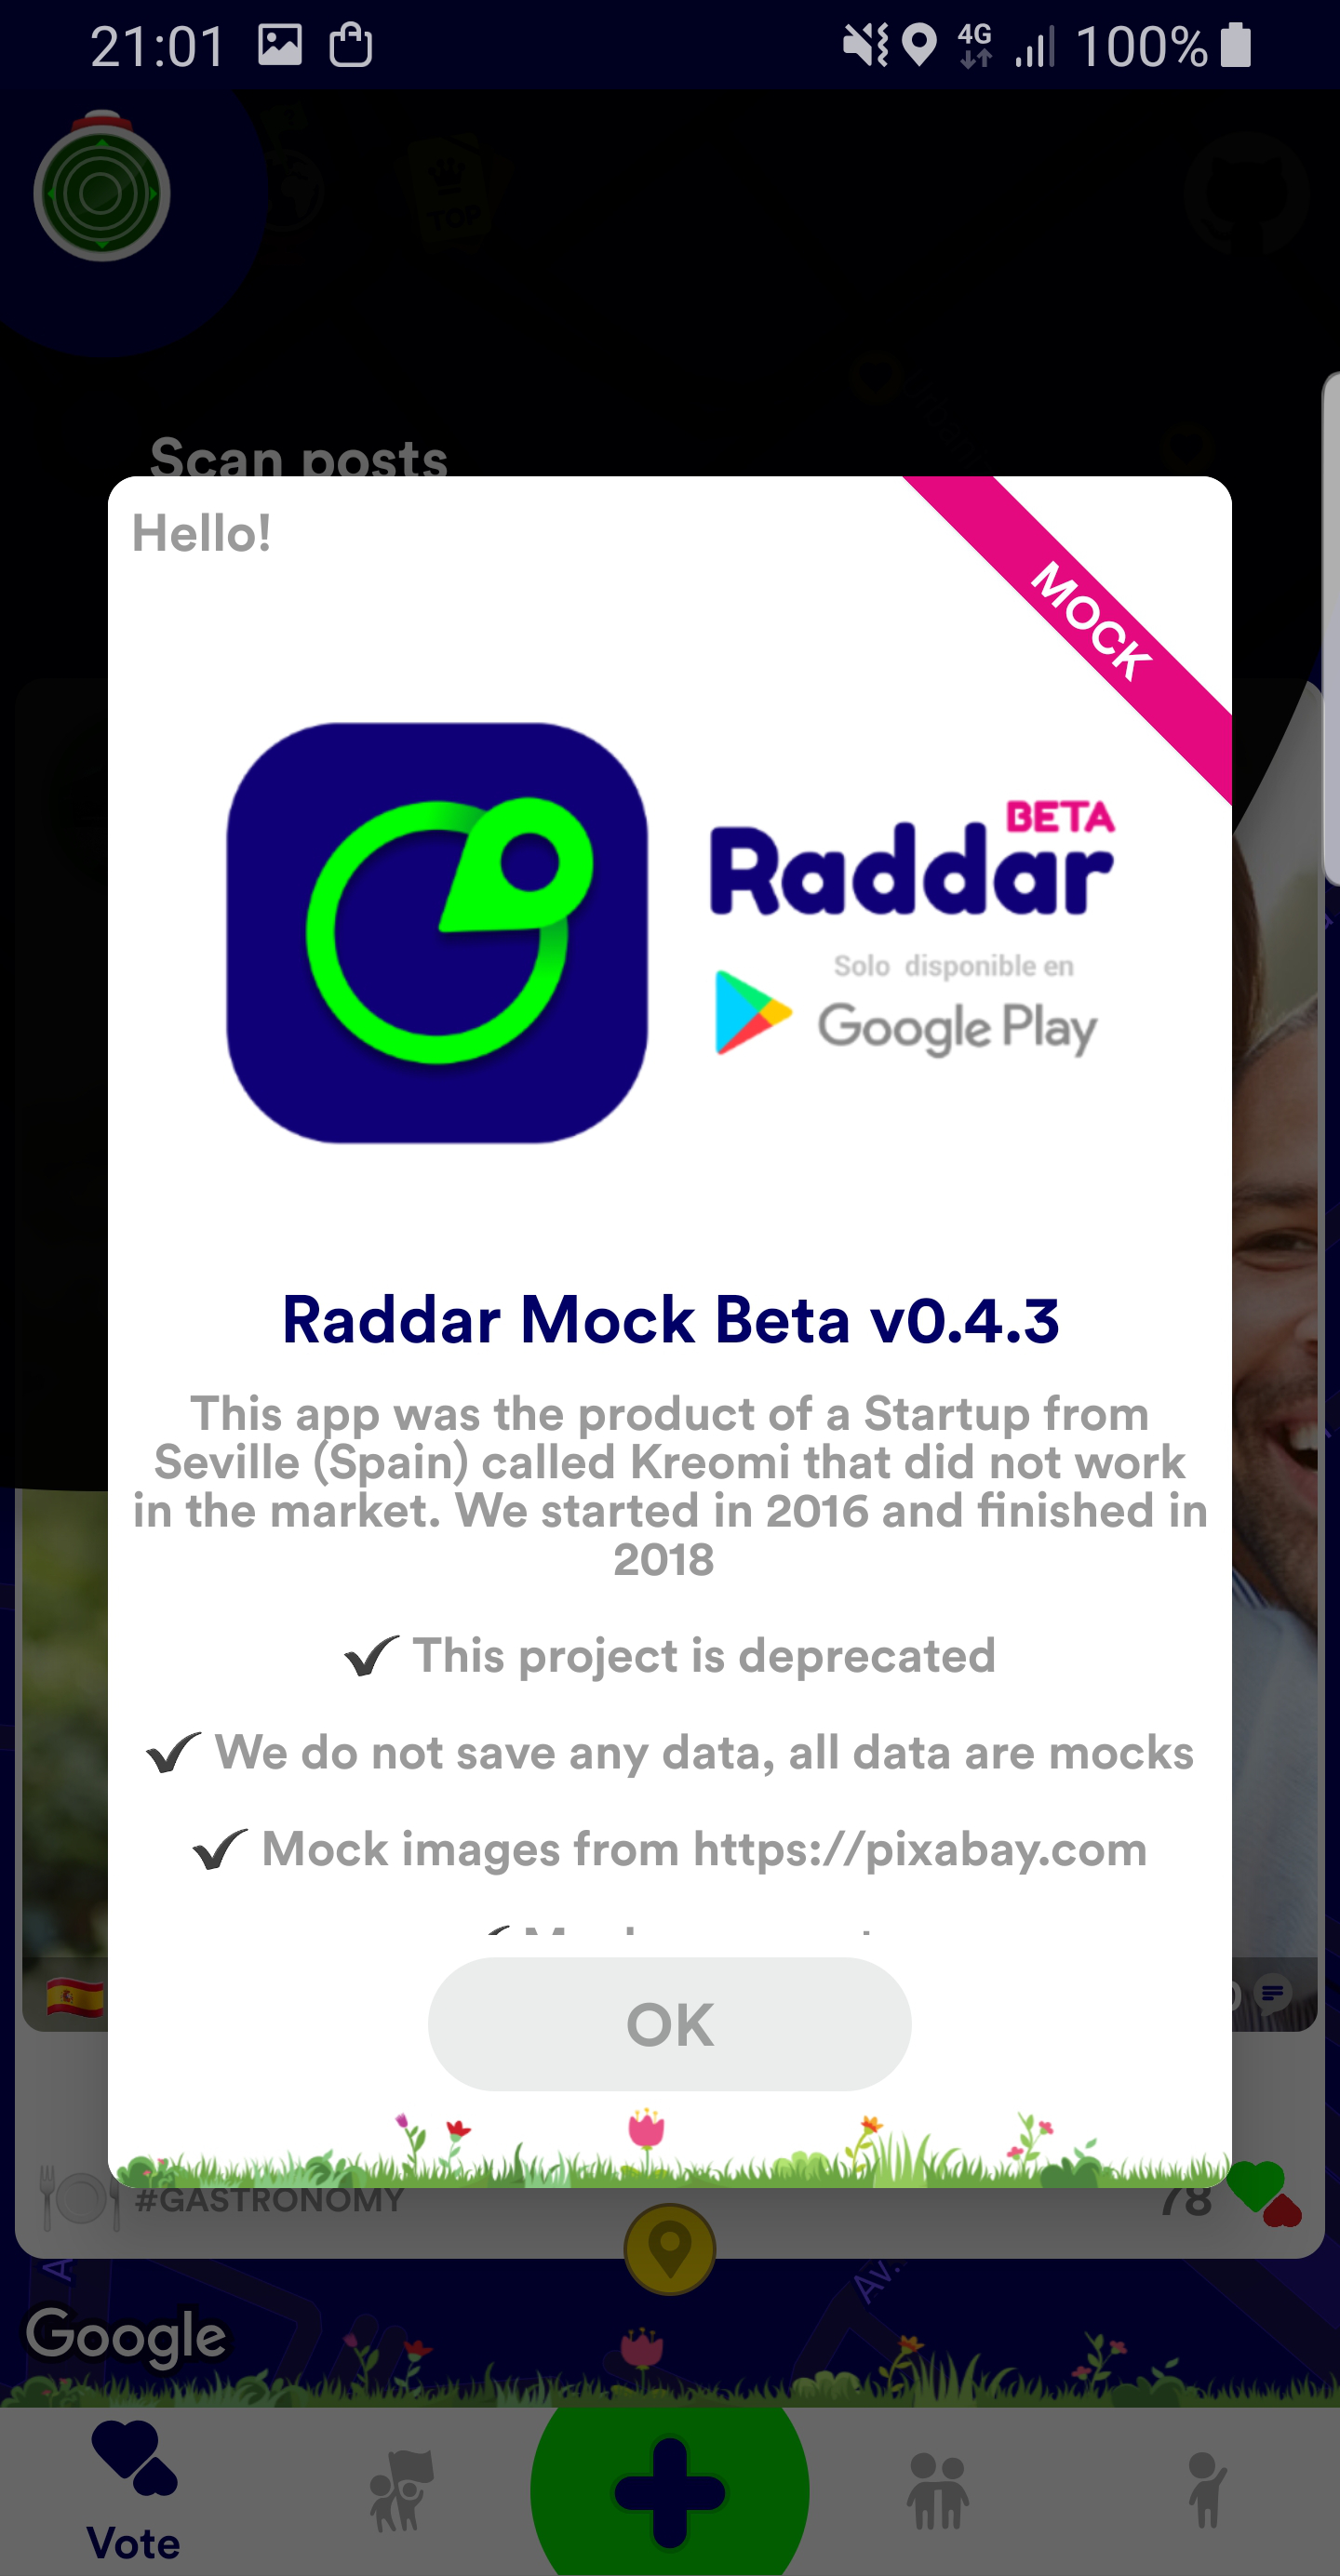 21:01
4G
100%
TOP
Scan posts
Hello!
MOCK
BETA
Raddar
Solo disponible en
Google Play
Raddar Mock Beta v0.4.3
This app was the product of a Startup from
Seville (Spain) called Kreomi that did not work
in the market. We started in 2016 and finished in
2018
✓ This project is deprecated
✓ We do not save any data, all data are mocks
✓ Mock images from https://pixabay.com
OK
#GASTRONOMY
78
Av.
Google
Vote